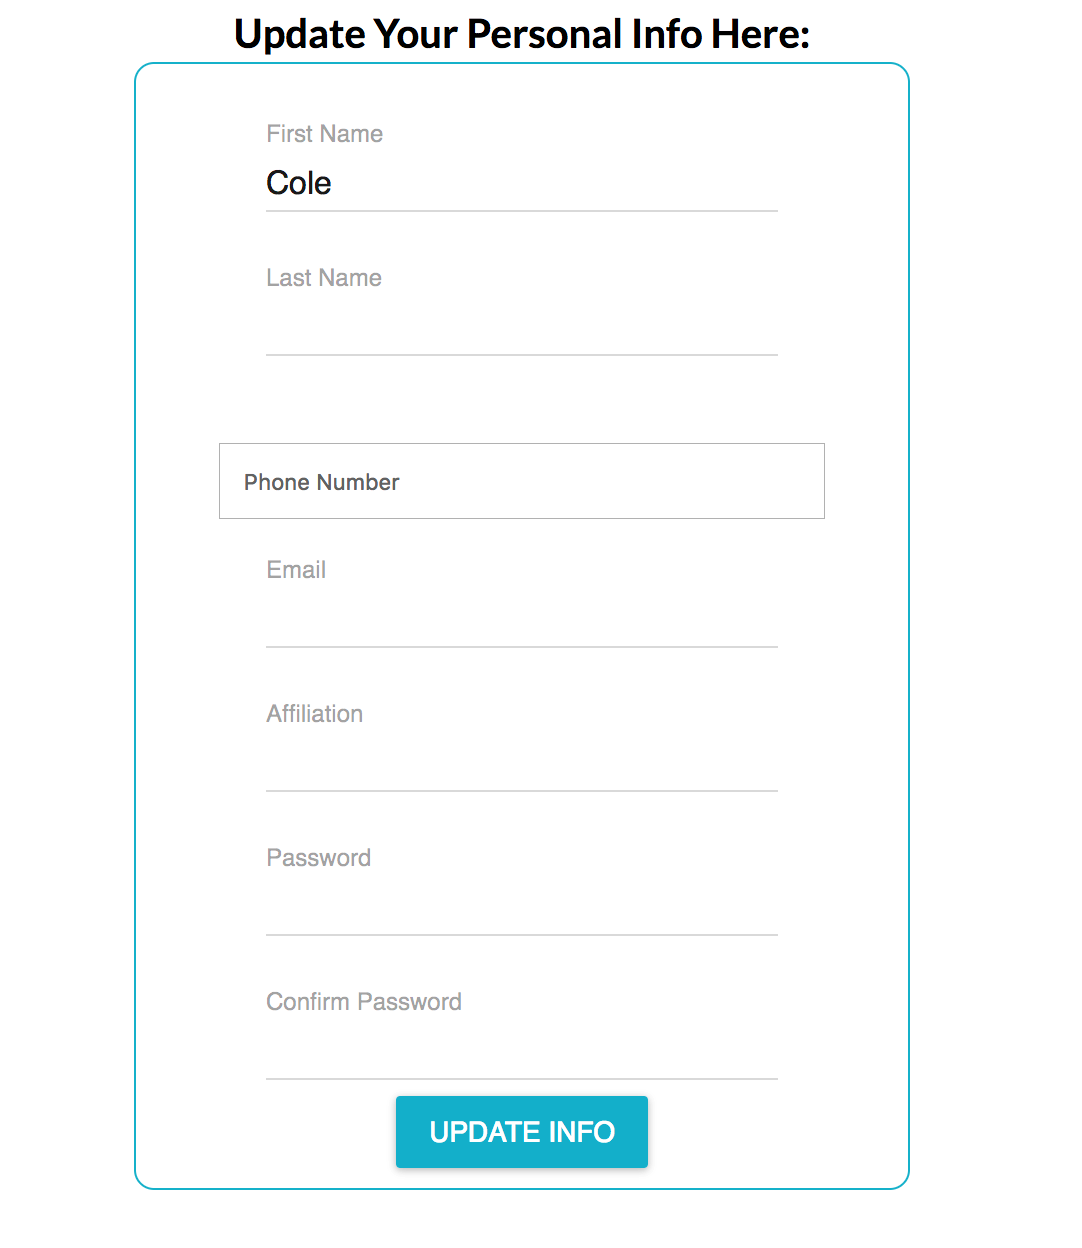 Update Your Personal Info Here:
First Name
Cole
Last Name
Phone Number
Email
Affiliation
Password
Confirm Password
UPDATE INFO